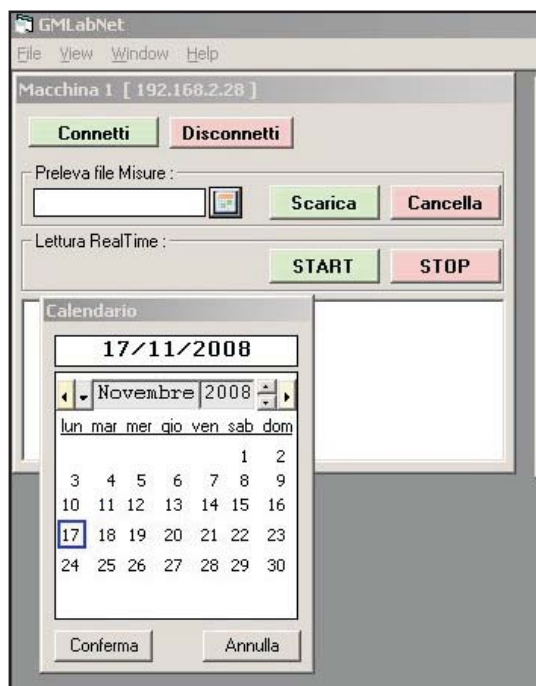 GMLabNet
File View Window Help
Macchina 1 [ 192.168.2.28 ]
Connetti Disconnetti
Preleva file Misure :
Scarica Cancella
Lettura RealTime :
START STOP
Calendario
17/11/2008
Novembre 2008
lun mar mer gio ven sab dom
1 2
3 4 5 6 7 8 9
10 11 12 13 14 15 16
17 18 19 20 21 22 23
24 25 26 27 28 29 30
Conferma Annulla